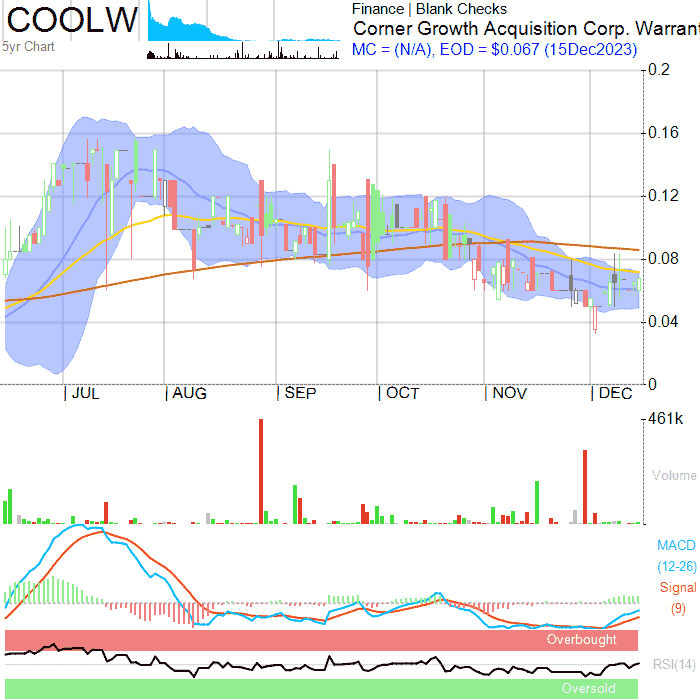 COOLW
5yr Chart
Finance | Blank Checks
Corner Growth Acquisition Corp. Warrant
MC = (N/A), EOD = $0.067 (15Dec2023)
0.2
0.16
0.12
0.08
0.04
0
| JUL | AUG | SEP | OCT | NOV | DEC
461k
Volume
MACD
(12-26)
Signal
(9)
Overbought
RSI(14)
Oversold